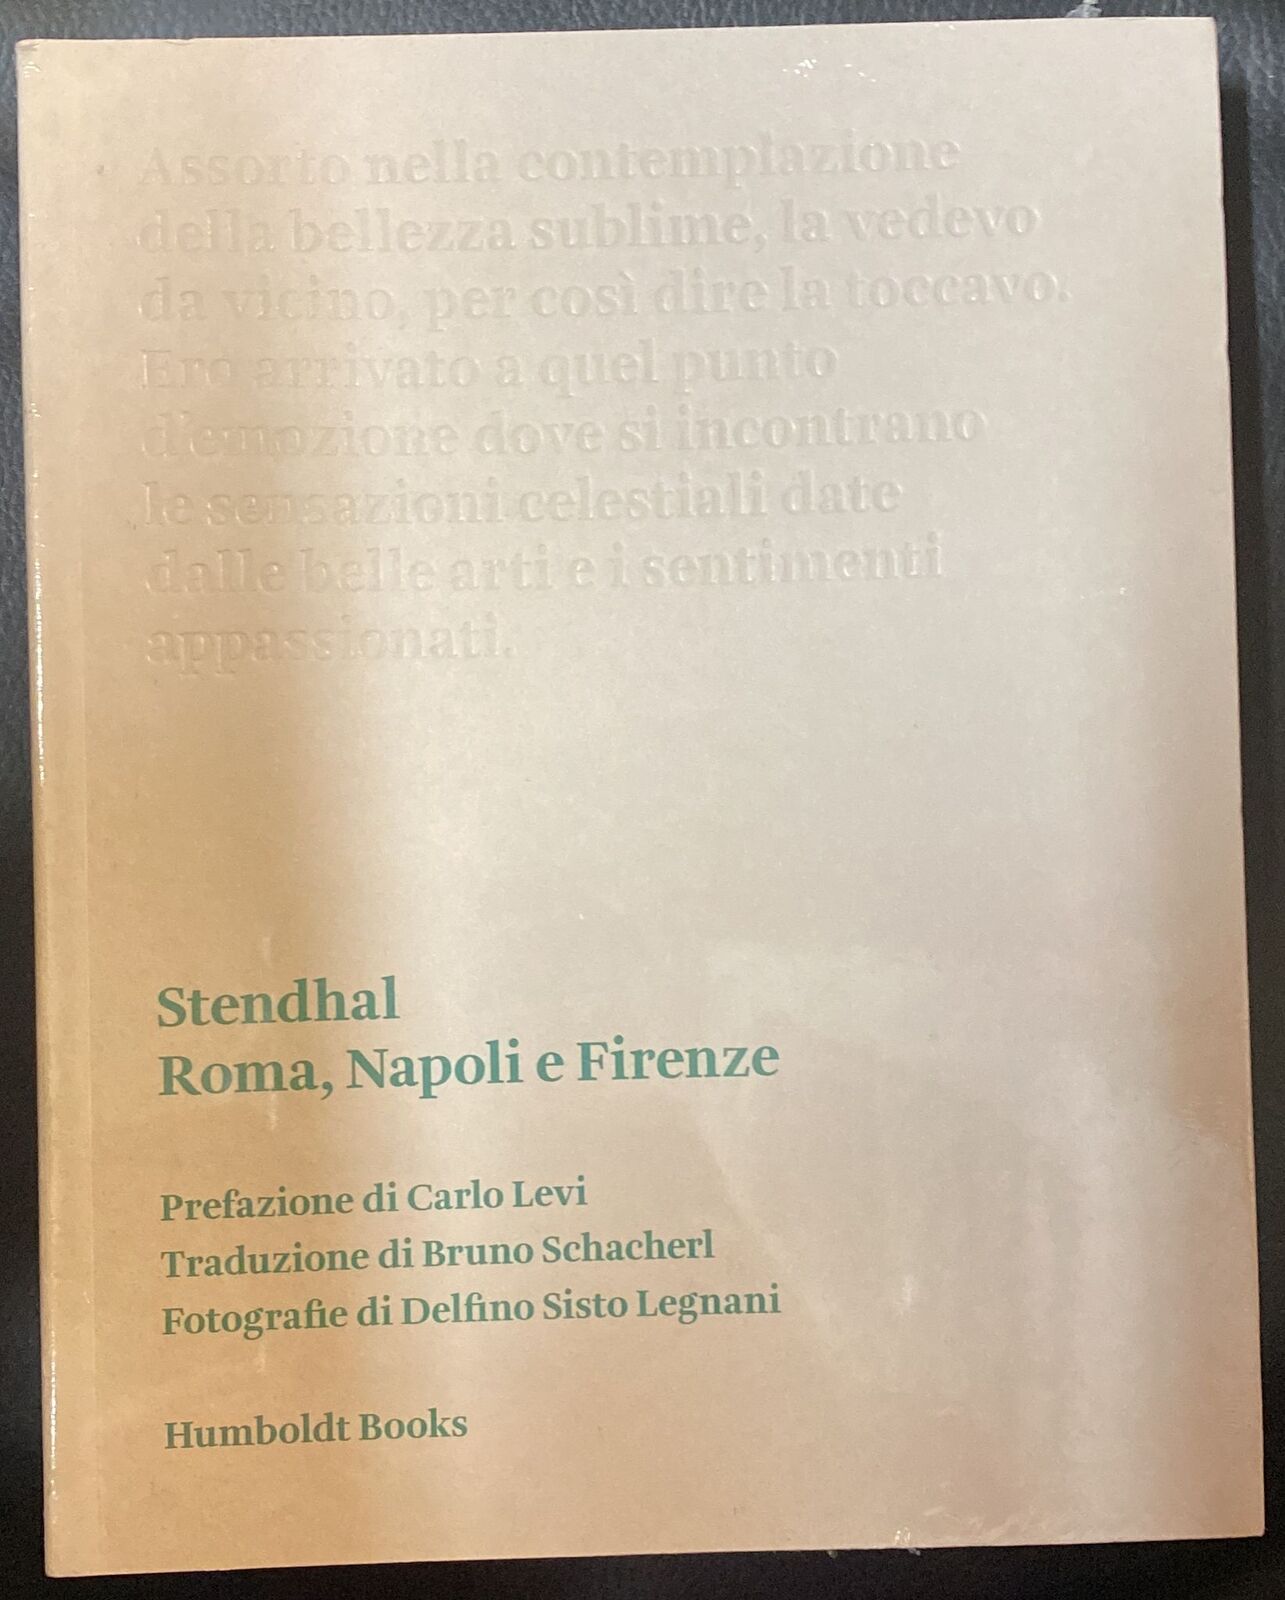 Assorto nella contemplazione
della bellezza sublime, la vedevo
da vicino, per così dire la toccavo.
Ero arrivato a quel punto
d'emozione dove si incontrano
le sensazioni celestiali date
dalle belle arti e i sentimenti
appassionati.
Stendhal
Roma, Napoli e Firenze
Prefazione di Carlo Levi
Traduzione di Bruno Schacherl
Fotografie di Delfino Sisto Legnani
Humboldt Books